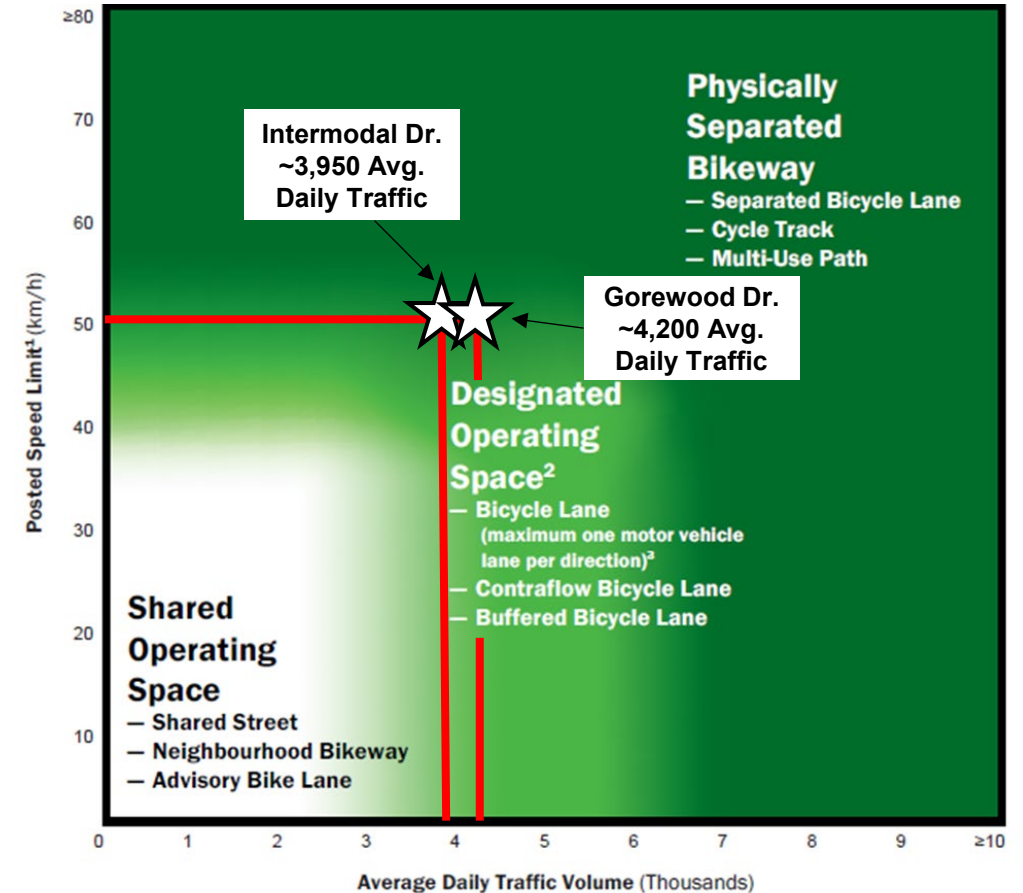 ≥80
70
60
50
40
30
20
10
Posted Speed Limit¹ (km/h)
Intermodal Dr.
~3,950 Avg.
Daily Traffic
Physically
Separated
Bikeway
— Separated Bicycle Lane
— Cycle Track
— Multi-Use Path
Gorewood Dr.
~4,200 Avg.
Daily Traffic
Designated
Operating
Space²
— Bicycle Lane
(maximum one motor vehicle
lane per direction)³
— Contraflow Bicycle Lane
— Buffered Bicycle Lane
Shared
Operating
Space
— Shared Street
— Neighbourhood Bikeway
— Advisory Bike Lane
0 1 2 3 4 5 6 7 8 9 ≥10
Average Daily Traffic Volume (Thousands)